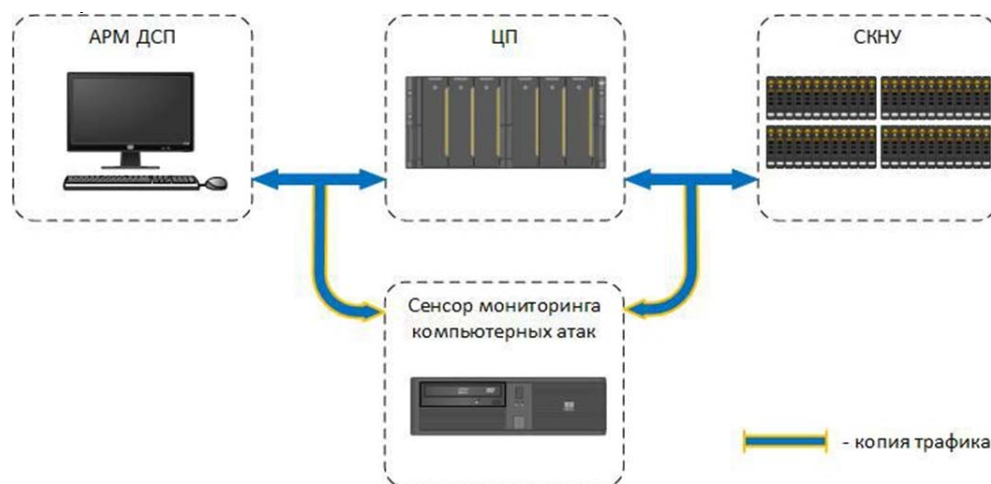 АРМ ДСП
ЦП
СКНУ
Сенсор мониторинга
компьютерных атак
- копия трафика